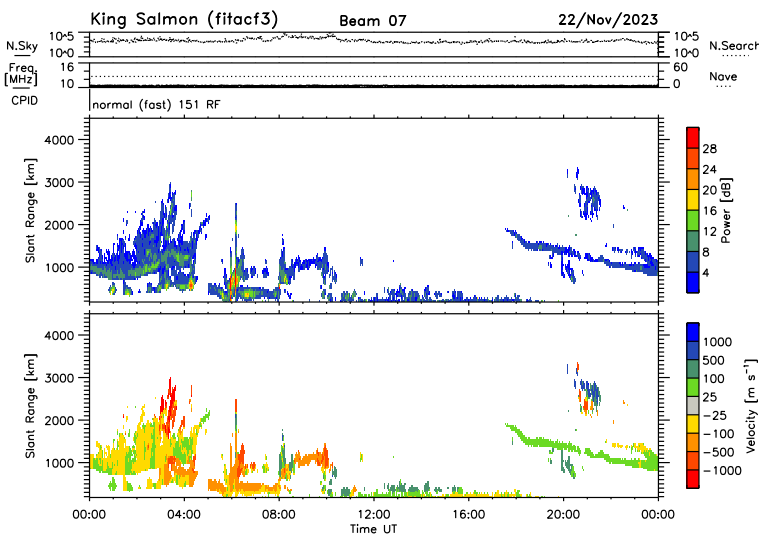 King Salmon (fitacf3) Beam 07 22/Nov/2023
N.Sky 10^5 10^0 10^5 10^0 N.Search
Freq [MHz] 16 10 60 0 Nave
CPID normal (fast) 151 RF
Slant Range [km] 4000 3000 2000 1000
28 24 20 16 12 8 4 Power [dB]
Slant Range [km] 4000 3000 2000 1000
1000 500 100 25 −25 −100 −500 −1000 Velocity [m s⁻¹]
00:00 04:00 08:00 12:00 16:00 20:00 00:00
Time UT